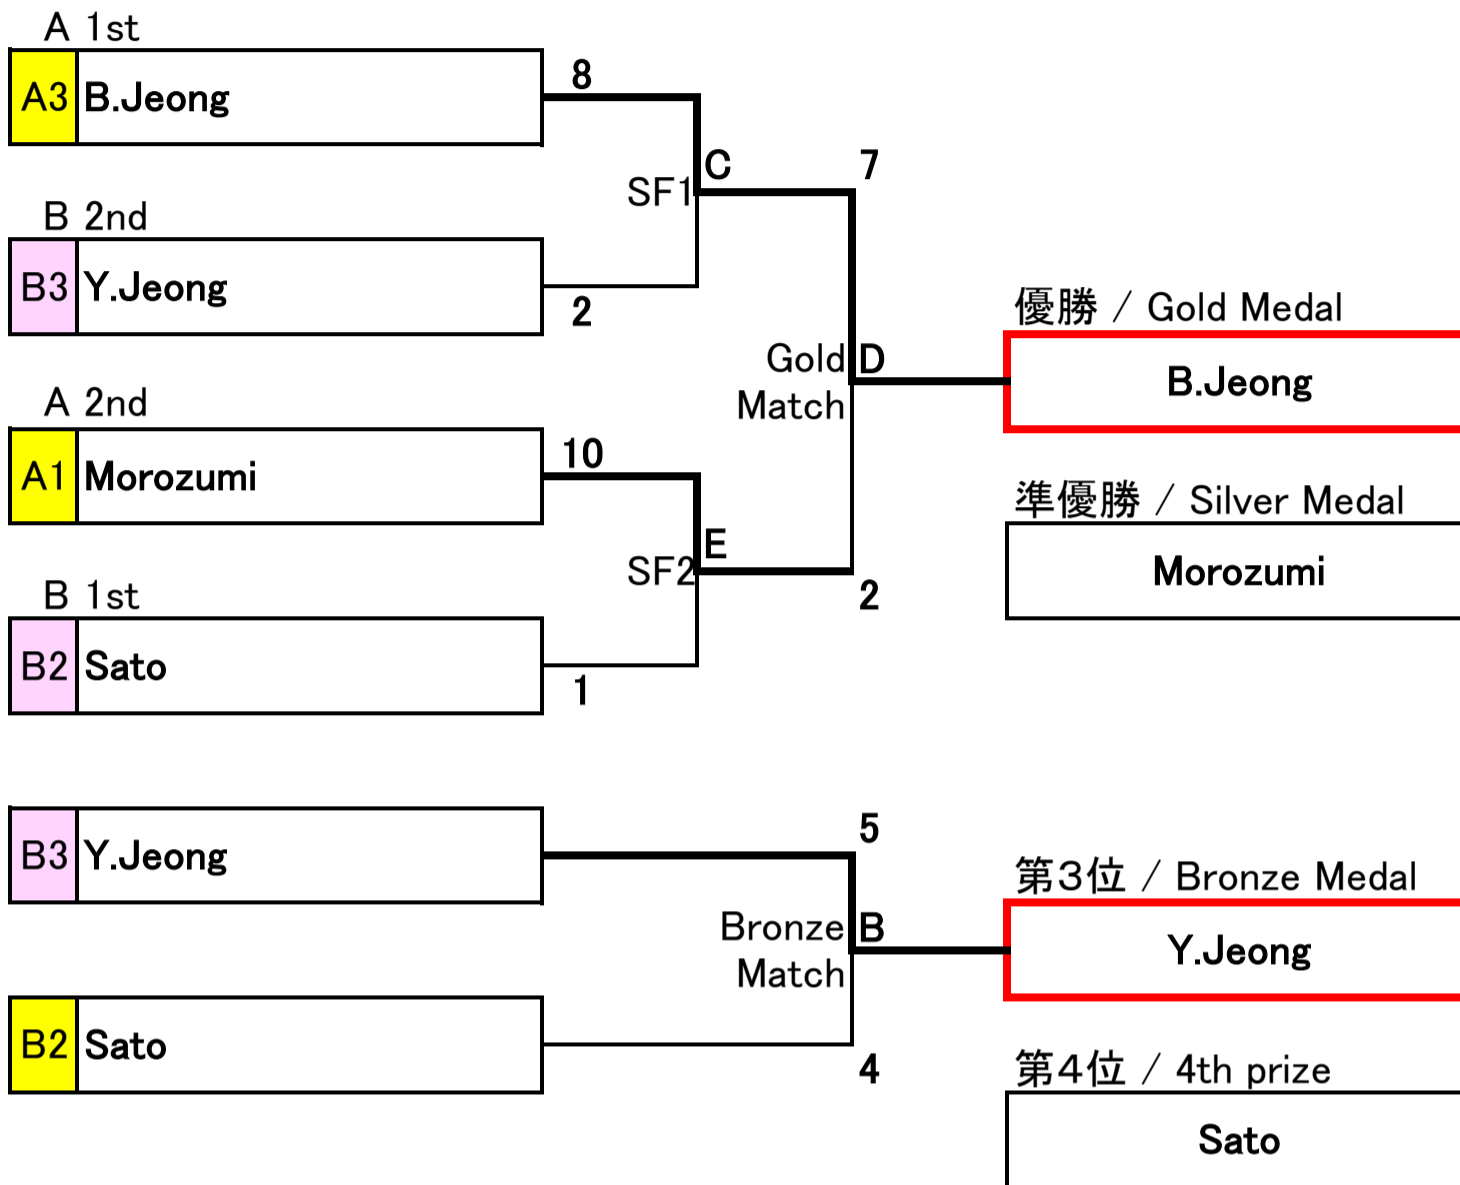 A 1st
A3 B.Jeong
8
C
7
SF1
B 2nd
B3 Y.Jeong
2
優勝 / Gold Medal
Gold D
Match
B.Jeong
A 2nd
A1 Morozumi
10
E
SF2
2
準優勝 / Silver Medal
Morozumi
B 1st
B2 Sato
1
B3 Y.Jeong
5
第3位 / Bronze Medal
Bronze B
Match
Y.Jeong
B2 Sato
4
第4位 / 4th prize
Sato